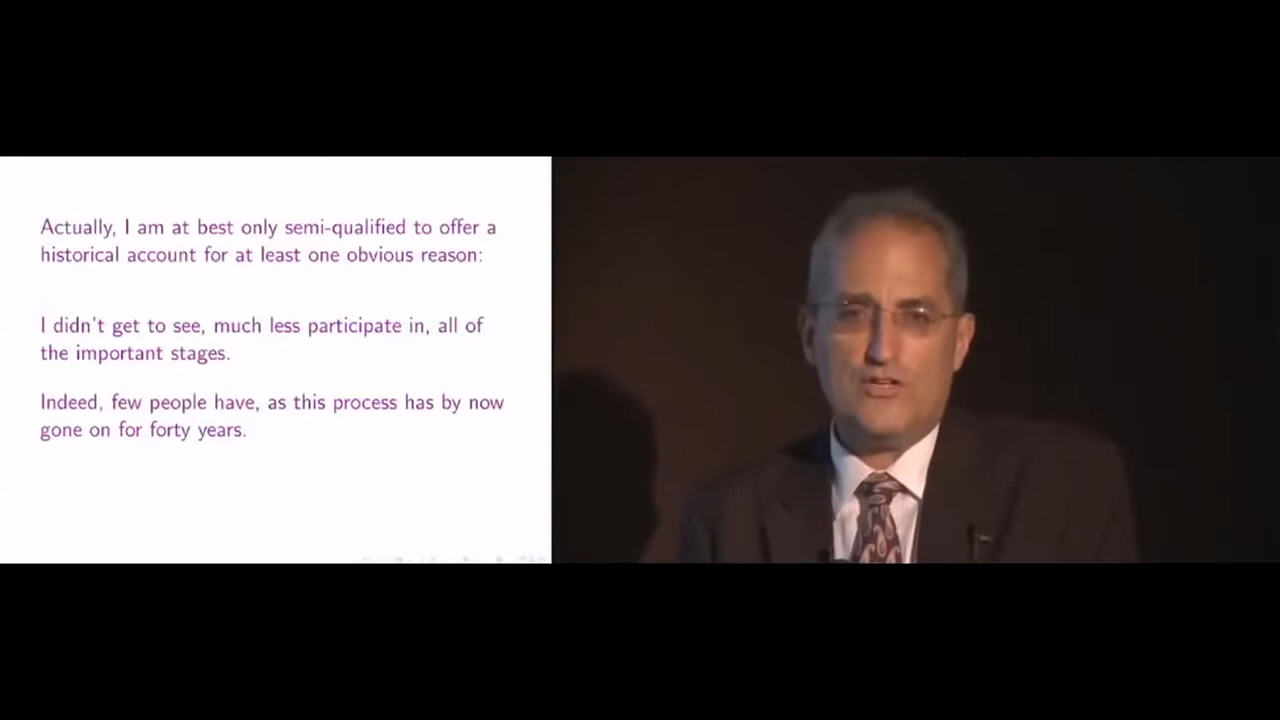 Actually, I am at best only semi-qualified to offer a
historical account for at least one obvious reason:
I didn't get to see, much less participate in, all of
the important stages.
Indeed, few people have, as this process has by now
gone on for forty years.